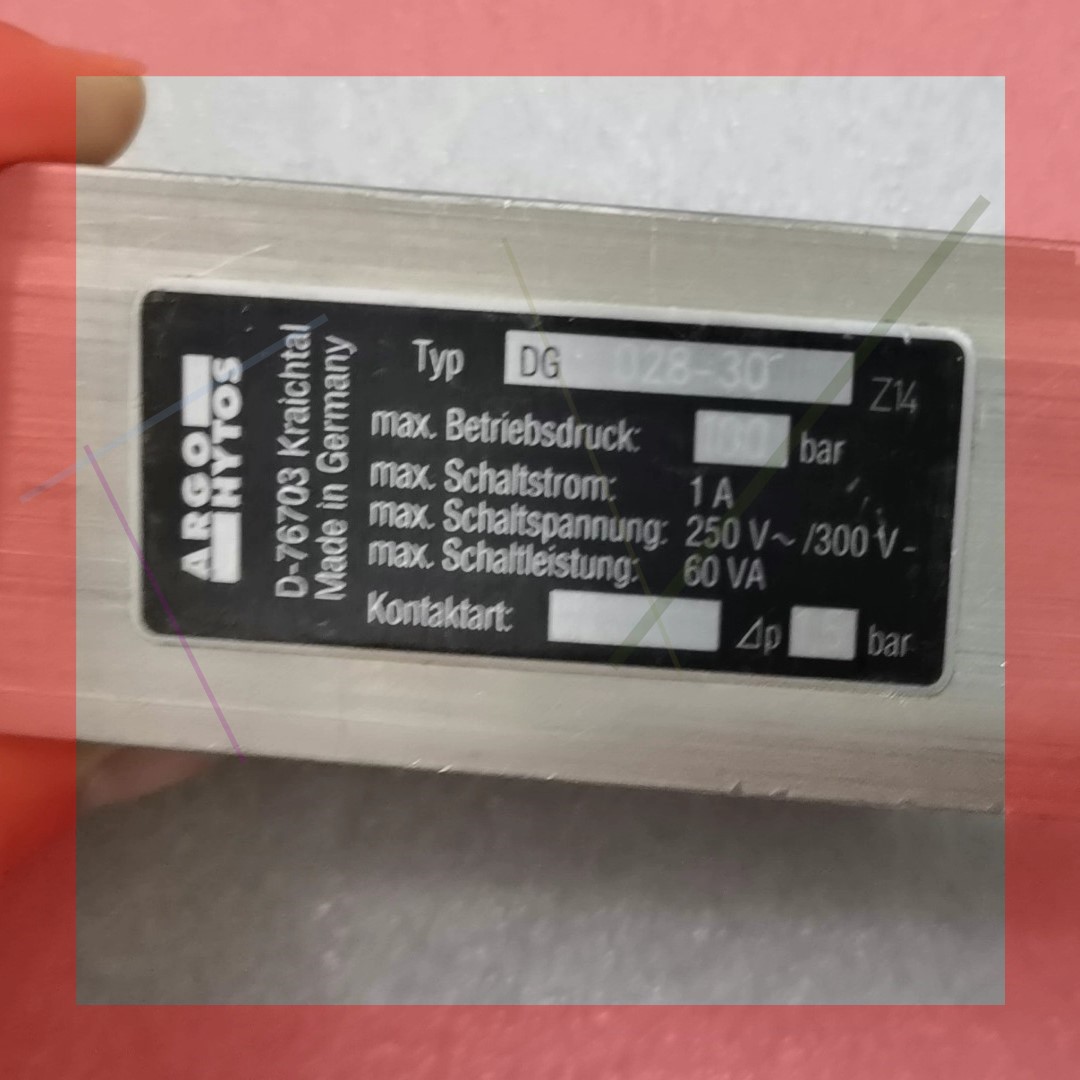 ARGO
HYTOS
D-76703 Kraichtal
Made in Germany
Typ DG 028-30 Z14
max. Betriebsdruck: 100 bar
max. Schaltstrom: 1 A
max. Schaltspannung: 250 V~ /300 V-
max. Schaltleistung: 60 VA
Kontaktart:
⊿p bar